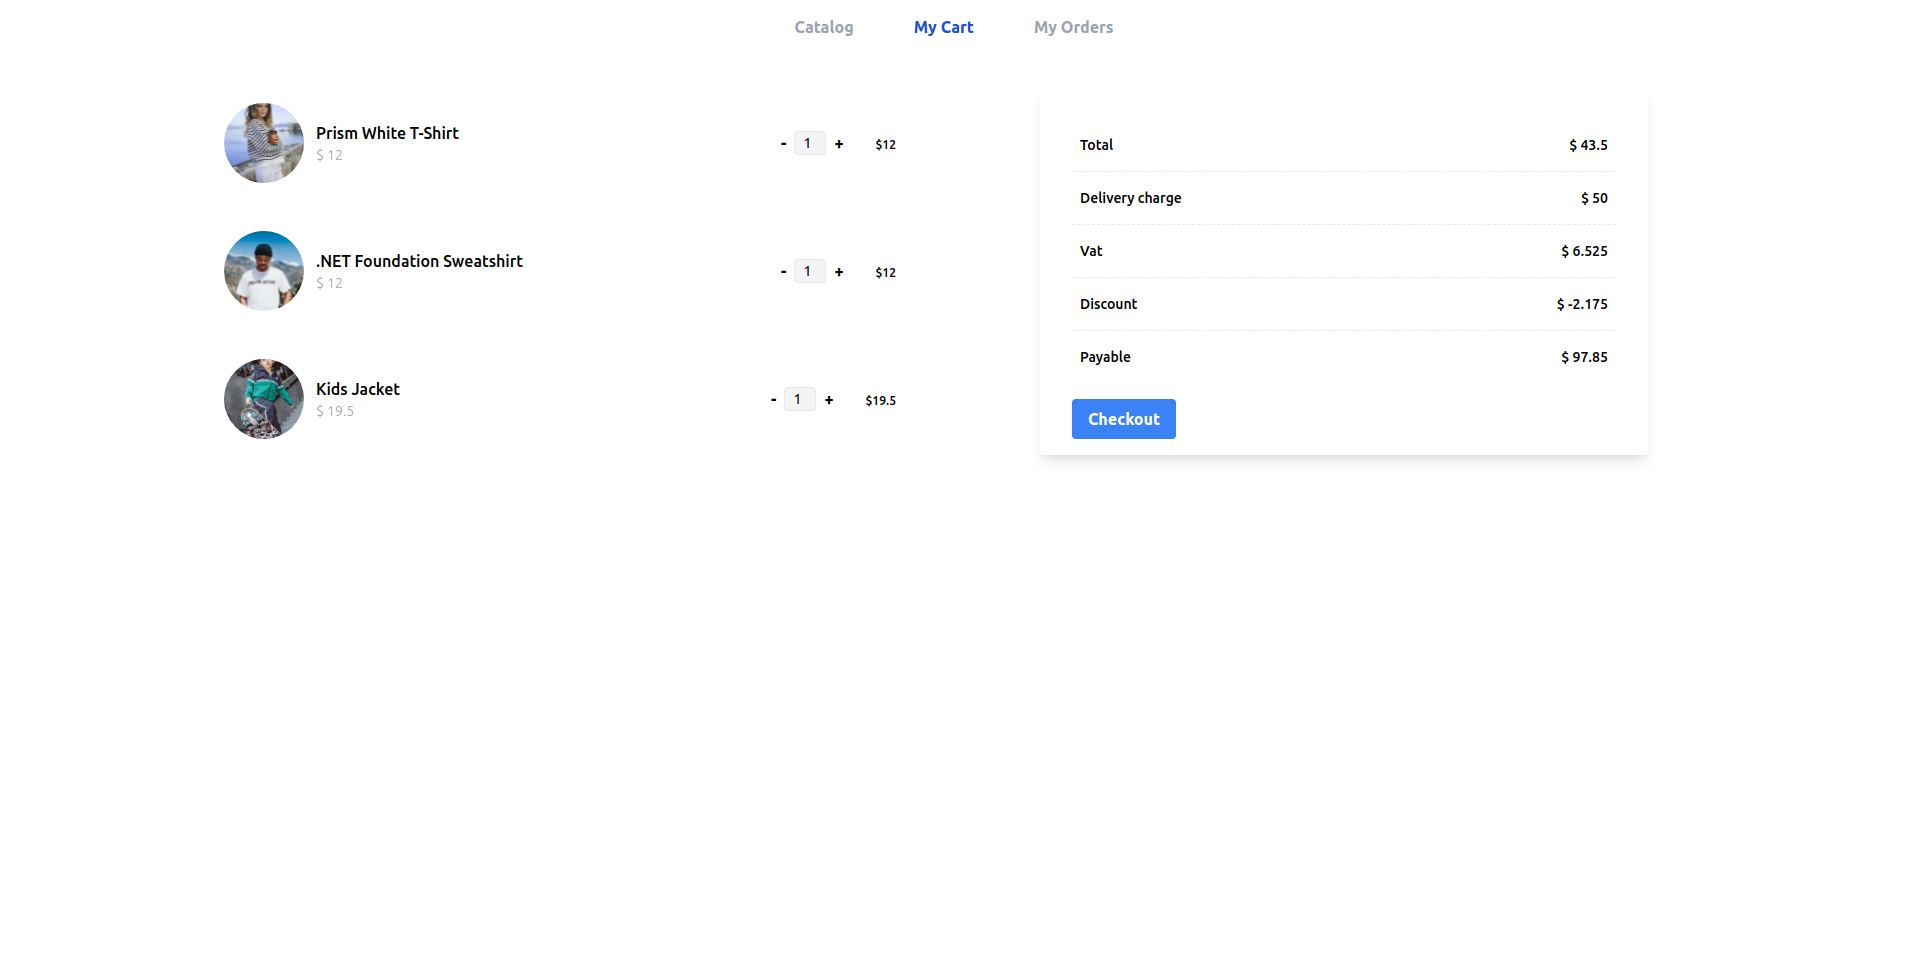 Catalog My Cart My Orders
Prism White T-Shirt
$ 12
- 1 + $12
.NET Foundation Sweatshirt
$ 12
- 1 + $12
Kids Jacket
$ 19.5
- 1 + $19.5
Total $ 43.5
Delivery charge $ 50
Vat $ 6.525
Discount $ -2.175
Payable $ 97.85
Checkout